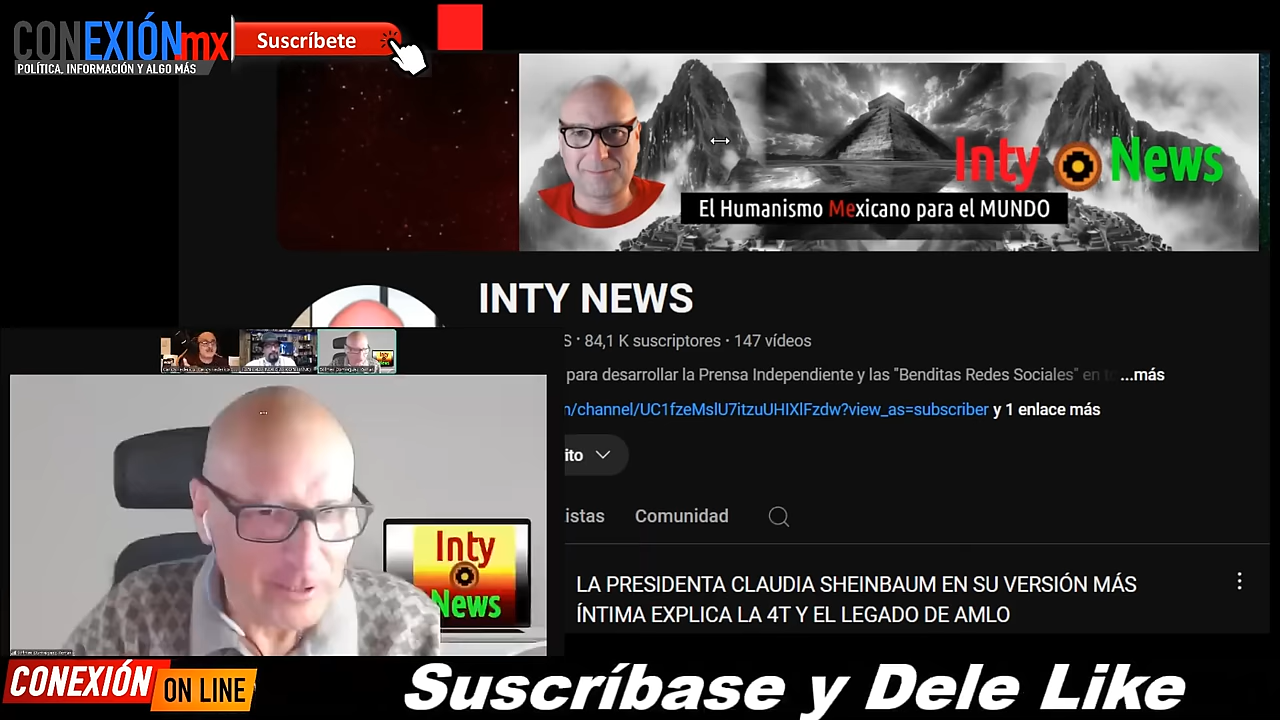 CONEXIÓNmx
POLÍTICA, INFORMACIÓN Y ALGO MÁS
Suscríbete
Inty News
El Humanismo Mexicano para el MUNDO
INTY NEWS
S · 84,1 K suscriptores · 147 vídeos
para desarrollar la Prensa Independiente y las "Benditas Redes Sociales" en to ...más
n/channel/UC1fzeMslU7itzuUHIXlFzdw?view_as=subscriber y 1 enlace más
ito
istas Comunidad
LA PRESIDENTA CLAUDIA SHEINBAUM EN SU VERSIÓN MÁS
ÍNTIMA EXPLICA LA 4T Y EL LEGADO DE AMLO
Inty
News
CONEXIÓN ON LINE
Suscríbase y Dele Like